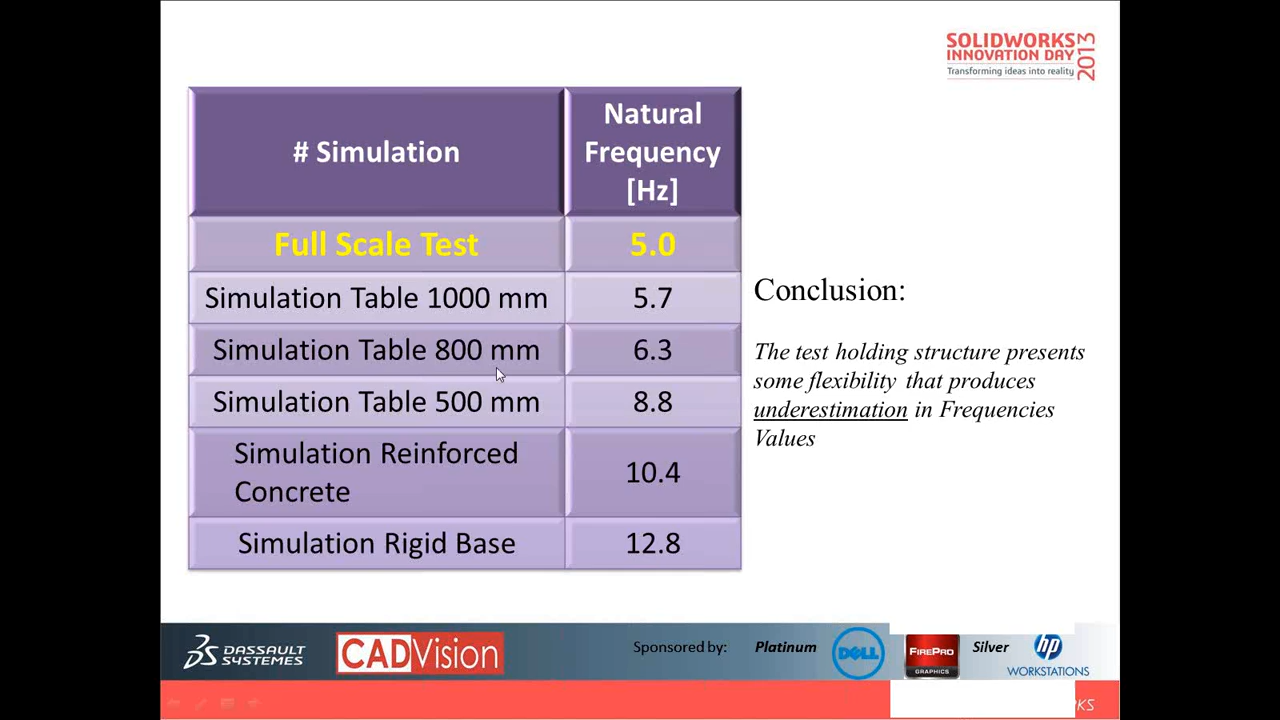 SOLIDWORKS
INNOVATION DAY
Transforming ideas into reality
2013
# Simulation
Natural
Frequency
[Hz]
Full Scale Test 5.0
Simulation Table 1000 mm 5.7
Simulation Table 800 mm 6.3
Simulation Table 500 mm 8.8
Simulation Reinforced
Concrete 10.4
Simulation Rigid Base 12.8
Conclusion:
The test holding structure presents
some flexibility that produces
underestimation in Frequencies
Values
DASSAULT
SYSTEMES
CADVision
Sponsored by: Platinum
DELL
FIREPRO
GRAPHICS
Silver
hp
WORKSTATIONS